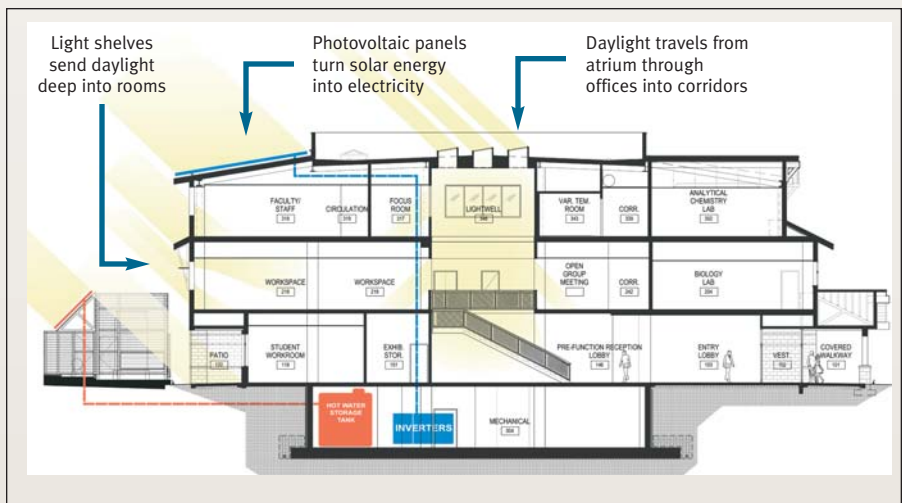 Light shelves
send daylight
deep into rooms
Photovoltaic panels
turn solar energy
into electricity
Daylight travels from
atrium through
offices into corridors
FACULTY/
STAFF
CIRCULATION
FOCUS
ROOM
317
LIGHTWELL
VAR. TEM.
ROOM
CORR.
ANALYTICAL
CHEMISTRY
LAB
WORKSPACE
WORKSPACE
OPEN
GROUP
MEETING
CORR.
BIOLOGY
LAB
PATIO
STUDENT
WORKROOM
EXHIB.
STOR.
PRE-FUNCTION RECEPTION
LOBBY
ENTRY
LOBBY
VEST.
COVERED
WALKWAY
HOT WATER
STORAGE
TANK
INVERTERS
MECHANICAL